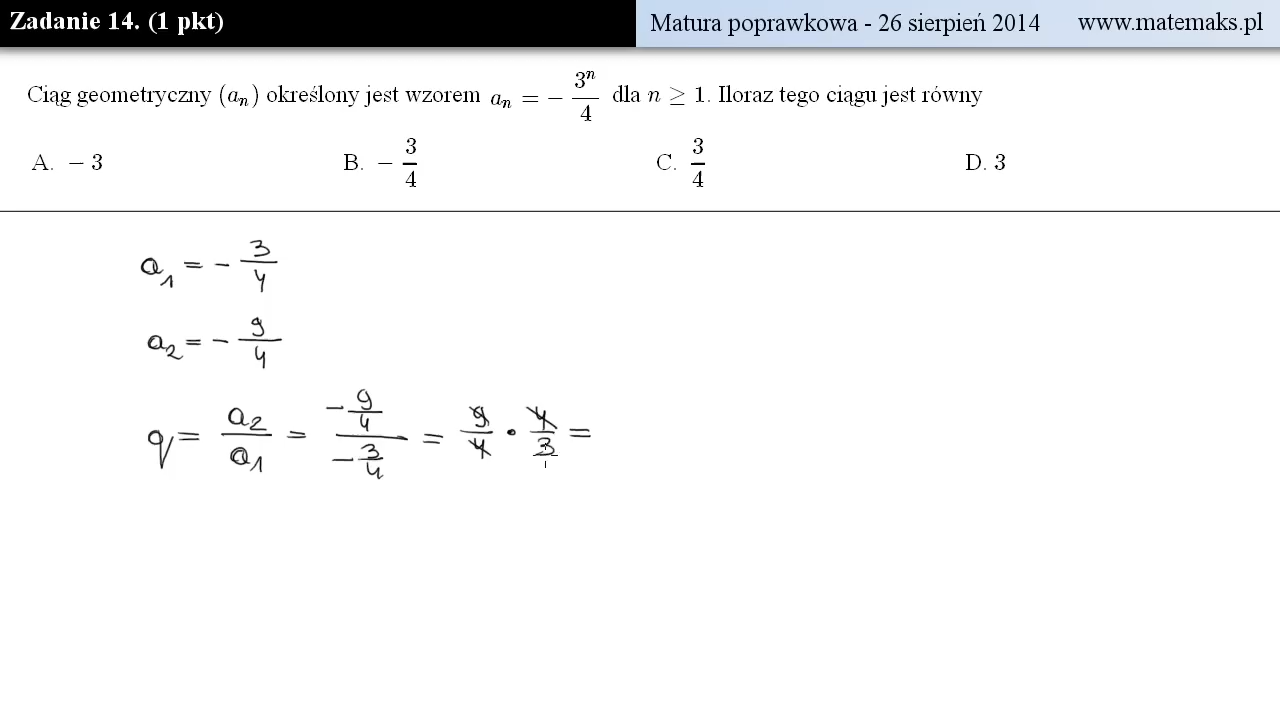 Zadanie 14. (1 pkt)
Matura poprawkowa - 26 sierpień 2014 www.matemaks.pl
Ciąg geometryczny (aₙ) określony jest wzorem aₙ = − 3ⁿ/4 dla n ≥ 1. Iloraz tego ciągu jest równy
A. − 3 B. − 3/4 C. 3/4 D. 3
a₁ = − 3/4
a₂ = − 9/4
q = a₂/a₁ = (− 9/4)/(− 3/4) = 9/4 · 4/3 =